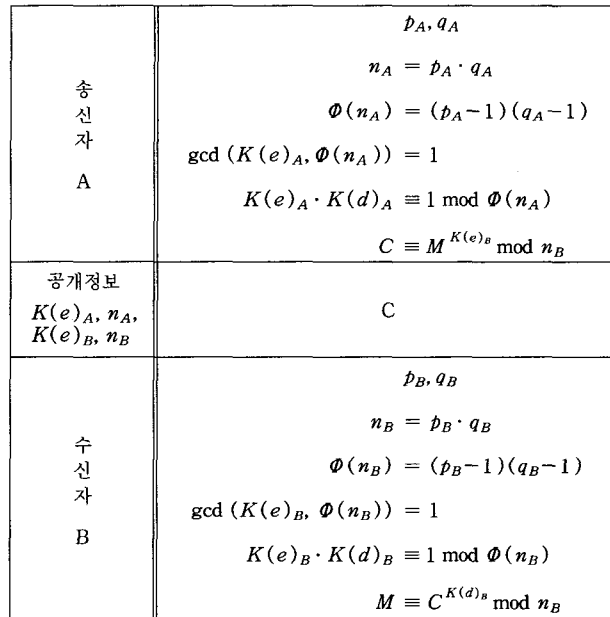 송
신
자
A
p_A, q_A
n_A = p_A · q_A
Φ(n_A) = (p_A−1)(q_A−1)
gcd (K(e)_A, Φ(n_A)) = 1
K(e)_A · K(d)_A ≡ 1 mod Φ(n_A)
C ≡ M^{K(e)_B} mod n_B
공개정보
K(e)_A, n_A,
K(e)_B, n_B
C
수
신
자
B
p_B, q_B
n_B = p_B · q_B
Φ(n_B) = (p_B−1)(q_B−1)
gcd (K(e)_B, Φ(n_B)) = 1
K(e)_B · K(d)_B ≡ 1 mod Φ(n_B)
M ≡ C^{K(d)_B} mod n_B